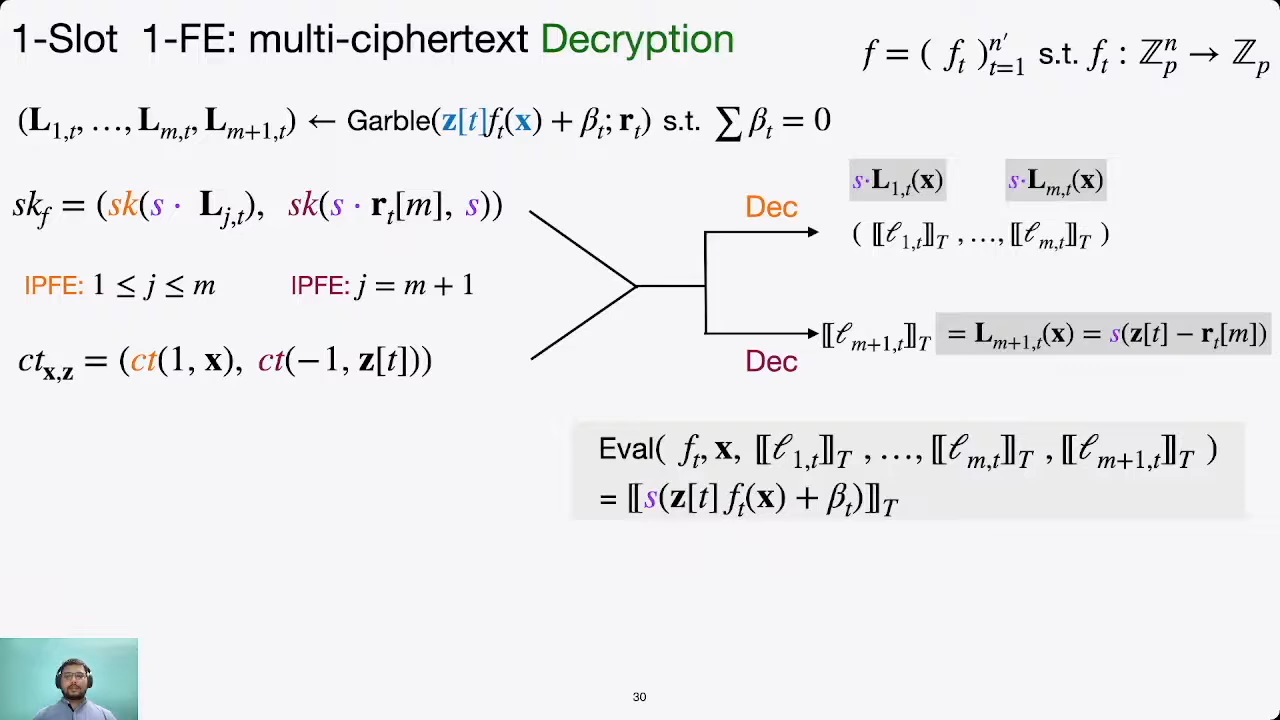 1-Slot 1-FE: multi-ciphertext Decryption
f = ( f_t )_{t=1}^{n'} s.t. f_t : ℤ_p^n → ℤ_p
(L_{1,t}, …, L_{m,t}, L_{m+1,t}) ← Garble(z[t]f_t(x) + β_t; r_t) s.t. ∑ β_t = 0
s·L_{1,t}(x) s·L_{m,t}(x)
sk_f = (sk(s · L_{j,t}), sk(s · r_t[m], s))
Dec
( ⟦ℓ_{1,t}⟧_T , …, ⟦ℓ_{m,t}⟧_T )
IPFE: 1 ≤ j ≤ m IPFE: j = m + 1
⟦ℓ_{m+1,t}⟧_T = L_{m+1,t}(x) = s(z[t] − r_t[m])
ct_{x,z} = (ct(1, x), ct(−1, z[t]))
Dec
Eval( f_t, x, ⟦ℓ_{1,t}⟧_T , …, ⟦ℓ_{m,t}⟧_T , ⟦ℓ_{m+1,t}⟧_T )
= ⟦s(z[t] f_t(x) + β_t)⟧_T
30